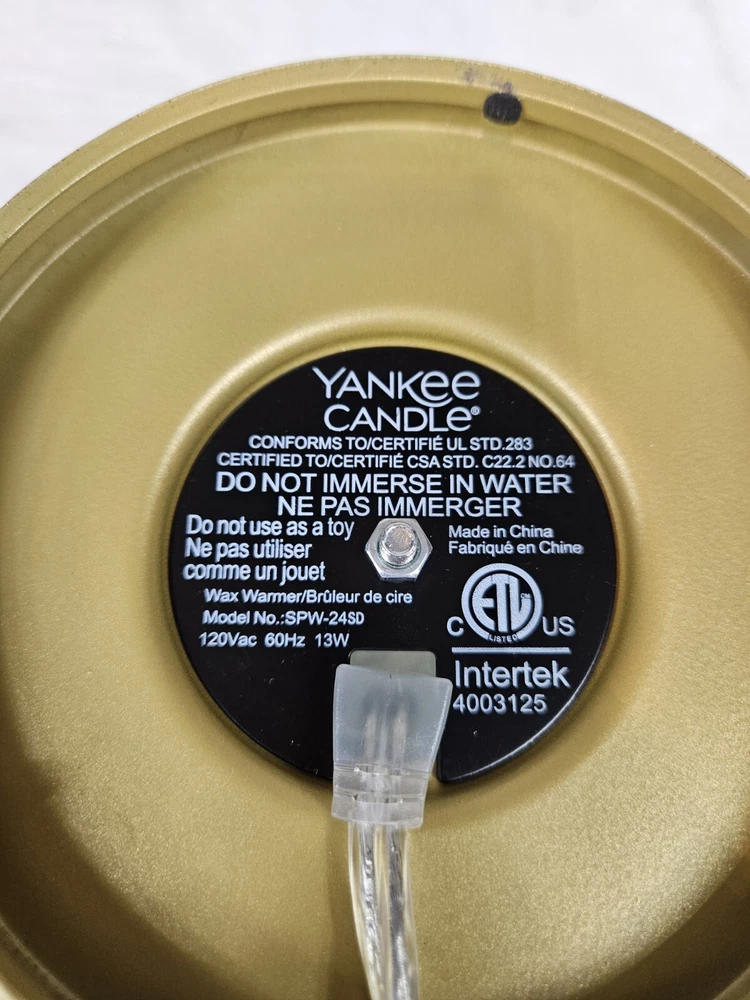 YANKee
CANDLe®
CONFORMS TO/CERTIFIÉ UL STD.283
CERTIFIED TO/CERTIFIÉ CSA STD. C22.2 NO.64
DO NOT IMMERSE IN WATER
NE PAS IMMERGER
Do not use as a toy
Ne pas utiliser
comme un jouet
Made in China
Fabriqué en Chine
Wax Warmer/Brûleur de cire
Model No.:SPW-24SD
120Vac 60Hz 13W
C ETL CM US
LISTED
Intertek
4003125